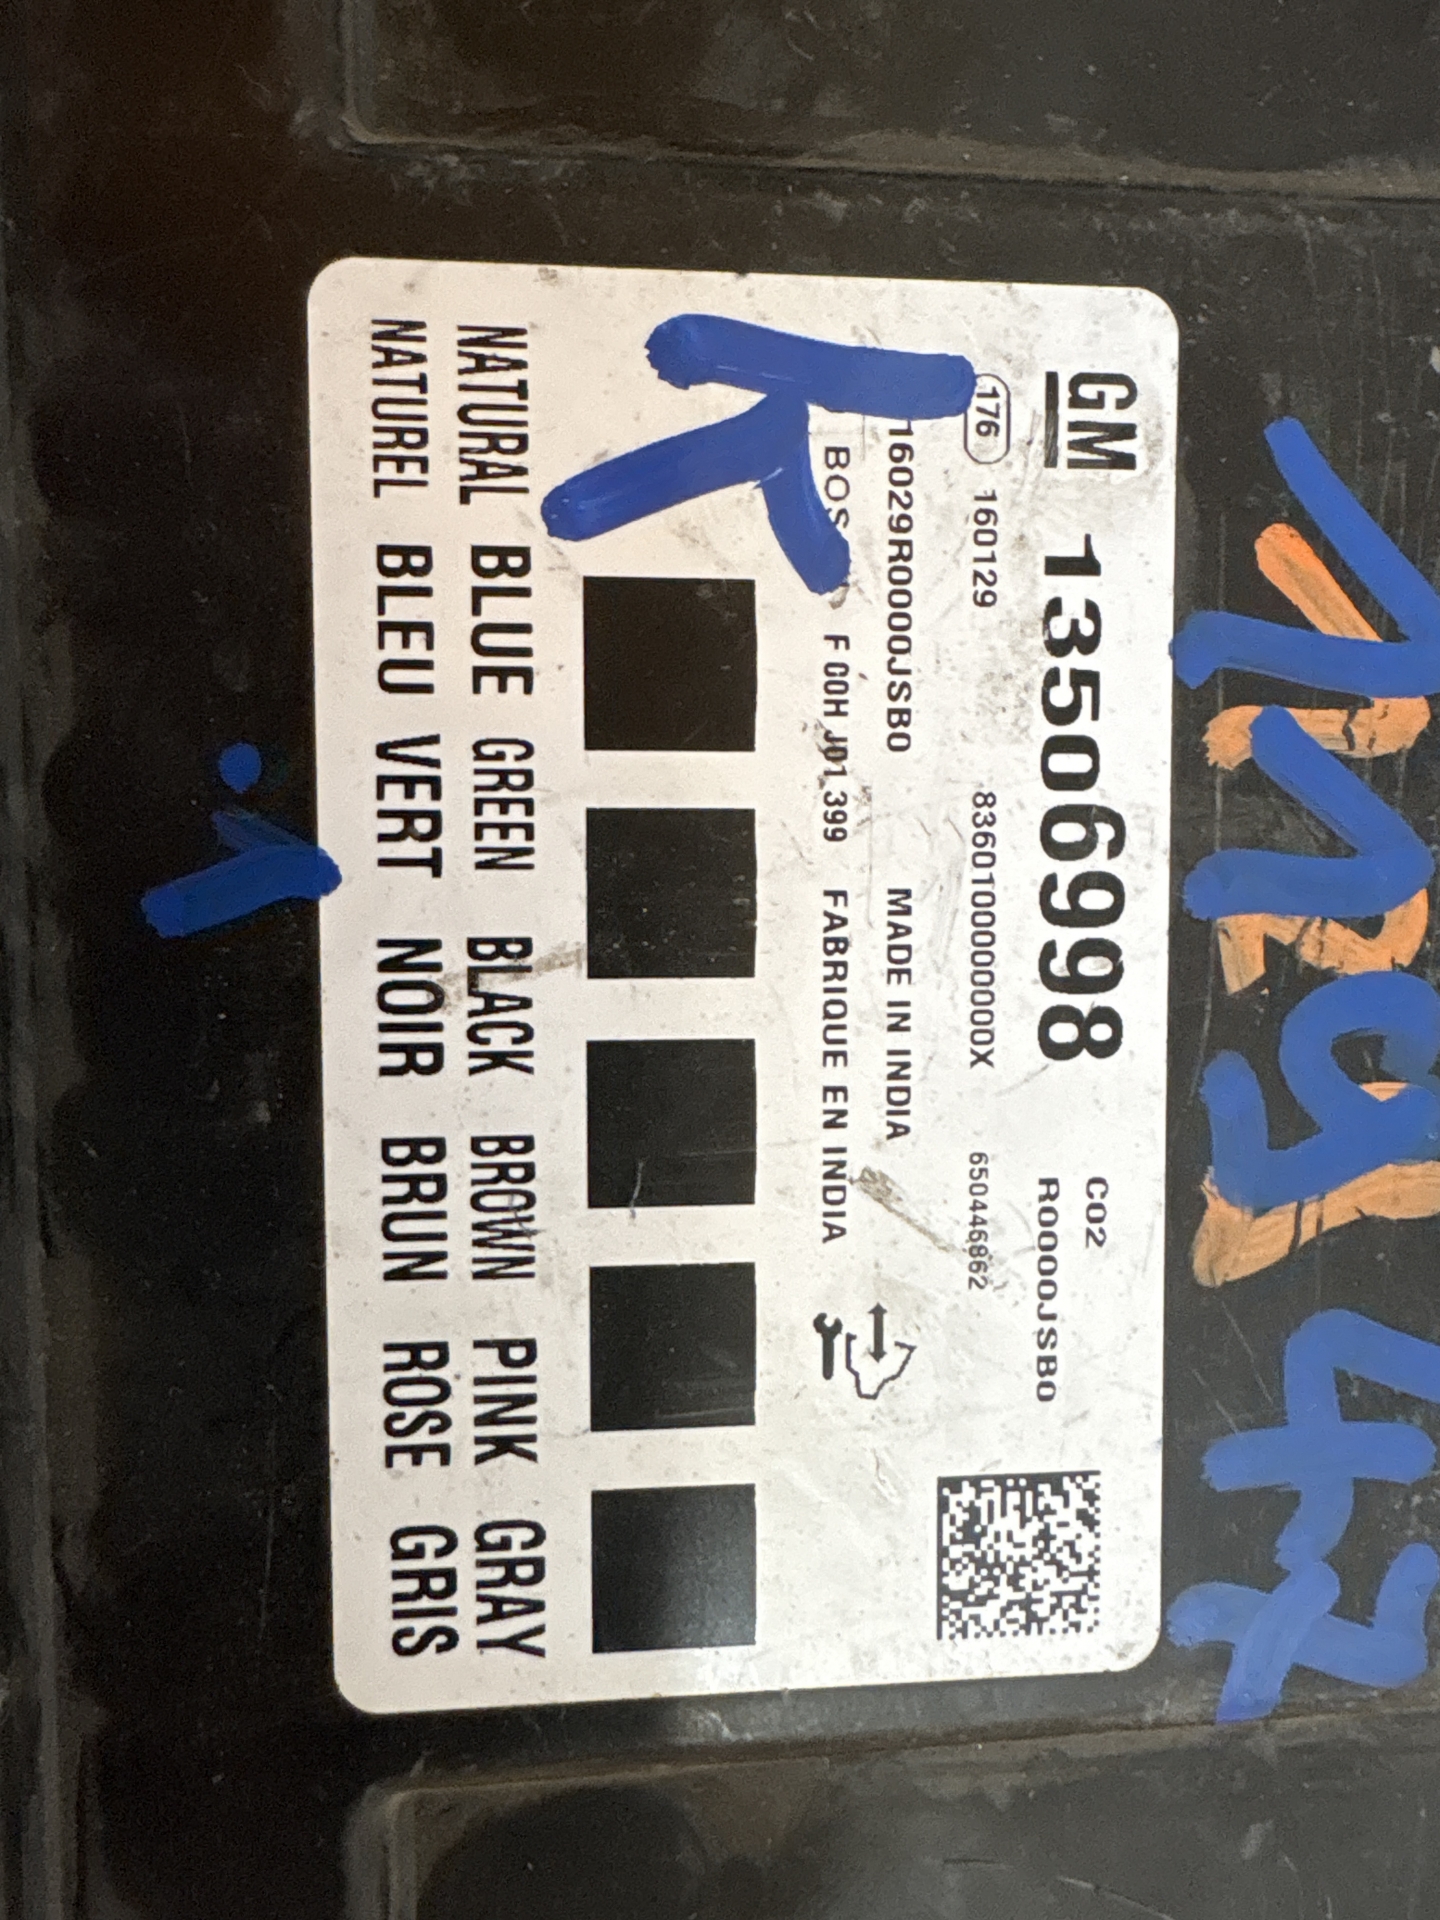 GM 13506998 C02
R0000JSB0
176 160129 8360100000000X 650446862
16029R0000JSB0 MADE IN INDIA
F 00H J01 399 FABRIQUE EN INDIA
NATURAL BLUE GREEN BLACK BROWN PINK GRAY
NATUREL BLEU VERT NOIR BRUN ROSE GRIS
K